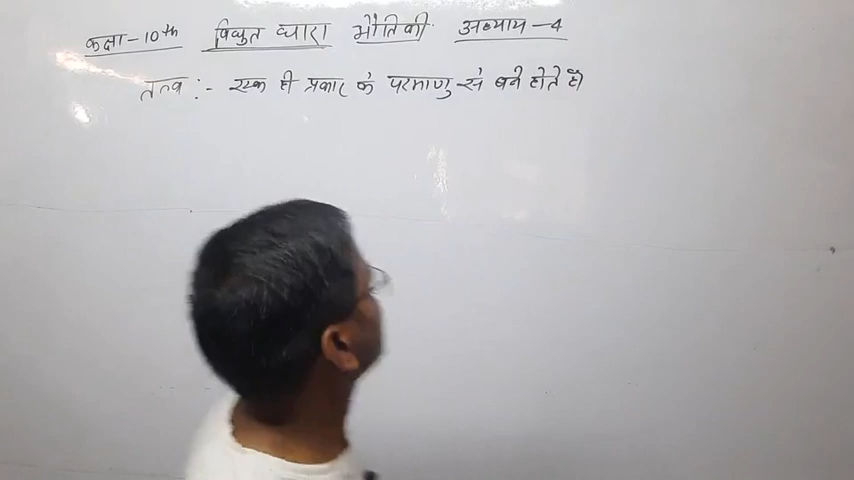 कक्षा - 10th विद्युत धारा भौतिकी अध्याय - 4
तत्व :- एक ही प्रकार के परमाणु से बने होते हैं